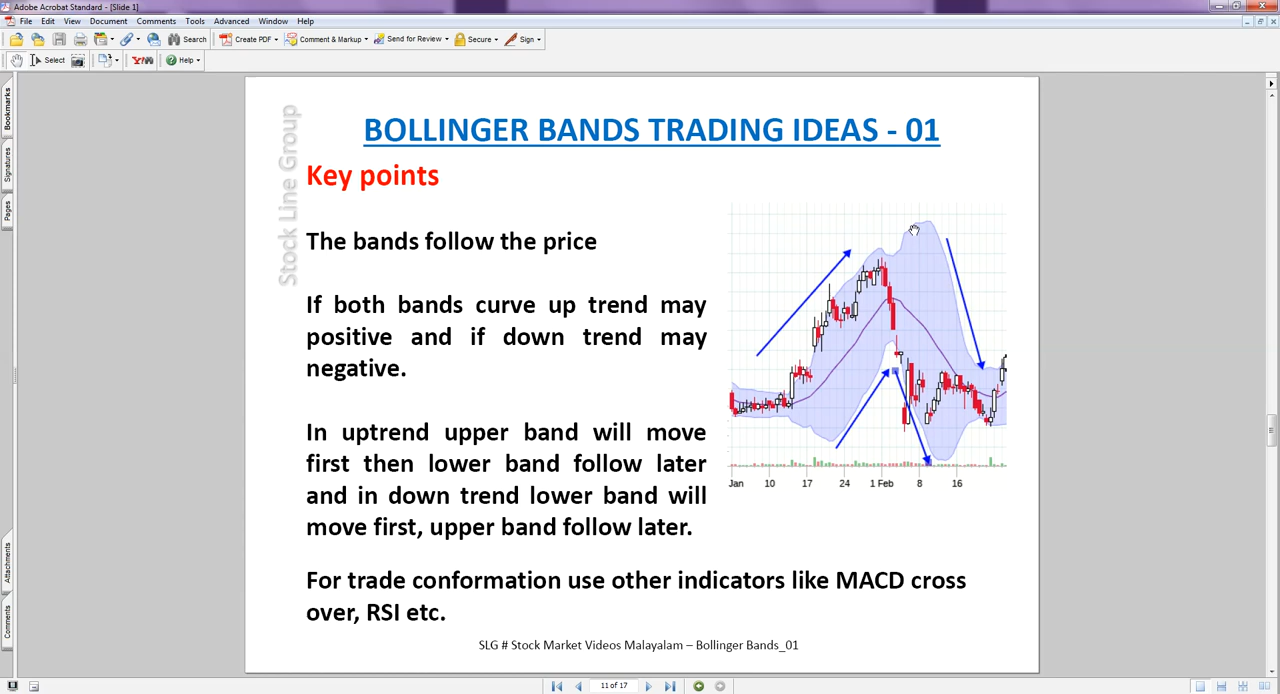 Adobe Acrobat Standard - [Slide 1]
File Edit View Document Comments Tools Advanced Window Help
Search Create PDF Comment & Markup Send for Review Secure Sign
Select Y! Help
Bookmarks
Signatures
Pages
Attachments
Comments
Stock Line Group
BOLLINGER BANDS TRADING IDEAS - 01
Key points
The bands follow the price
If both bands curve up trend may
positive and if down trend may
negative.
In uptrend upper band will move
first then lower band follow later
and in down trend lower band will
move first, upper band follow later.
Jan 10 17 24 1 Feb 8 16
For trade conformation use other indicators like MACD cross
over, RSI etc.
SLG # Stock Market Videos Malayalam – Bollinger Bands_01
11 of 17